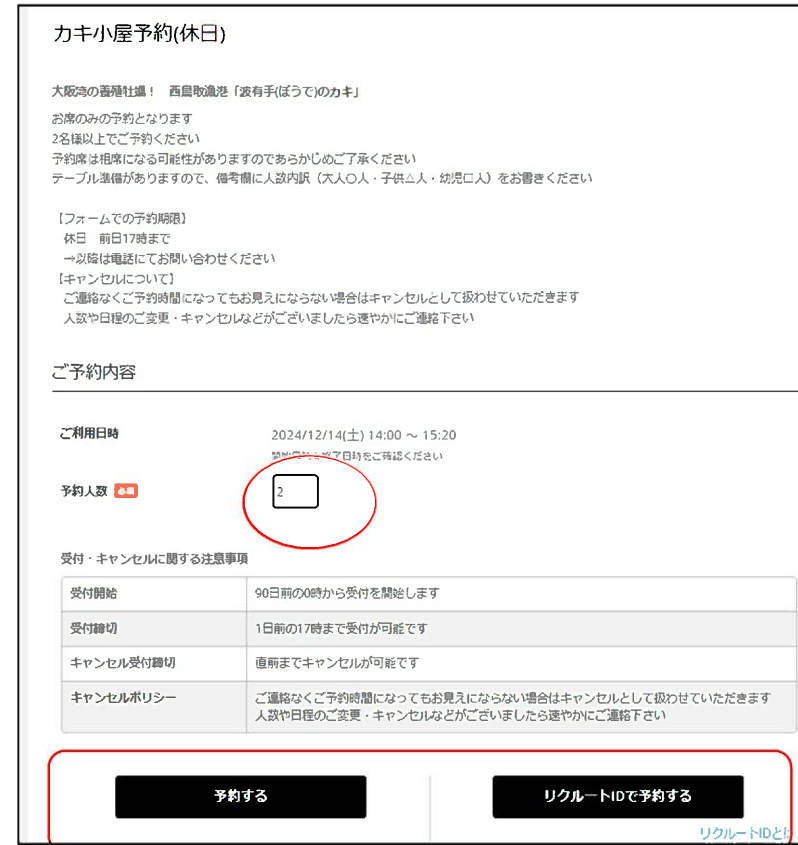 カキ小屋予約(休日)
大阪湾の養殖牡蠣！　西鳥取漁港「波有手(ぼうで)のカキ」
お席のみの予約となります
2名様以上でご予約ください
予約席は相席になる可能性がありますのであらかじめご了承ください
テーブル準備がありますので、備考欄に人数内訳（大人〇人・子供△人・幼児□人）をお書きください
【フォームでの予約期限】
休日　前日17時まで
→以降は電話にてお問い合わせください
【キャンセルについて】
ご連絡なくご予約時間になってもお見えにならない場合はキャンセルとして扱わせていただきます
人数や日程のご変更・キャンセルなどがございましたら速やかにご連絡下さい
ご予約内容
ご利用日時 2024/12/14(土) 14:00 ～ 15:20
日時をご確認ください
予約人数 必須 2
受付・キャンセルに関する注意事項
受付開始 90日前の0時から受付を開始します
受付締切 1日前の17時まで受付が可能です
キャンセル受付締切 直前までキャンセルが可能です
キャンセルポリシー ご連絡なくご予約時間になってもお見えにならない場合はキャンセルとして扱わせていただきます
人数や日程のご変更・キャンセルなどがございましたら速やかにご連絡下さい
予約する リクルートIDで予約する
リクルートIDと